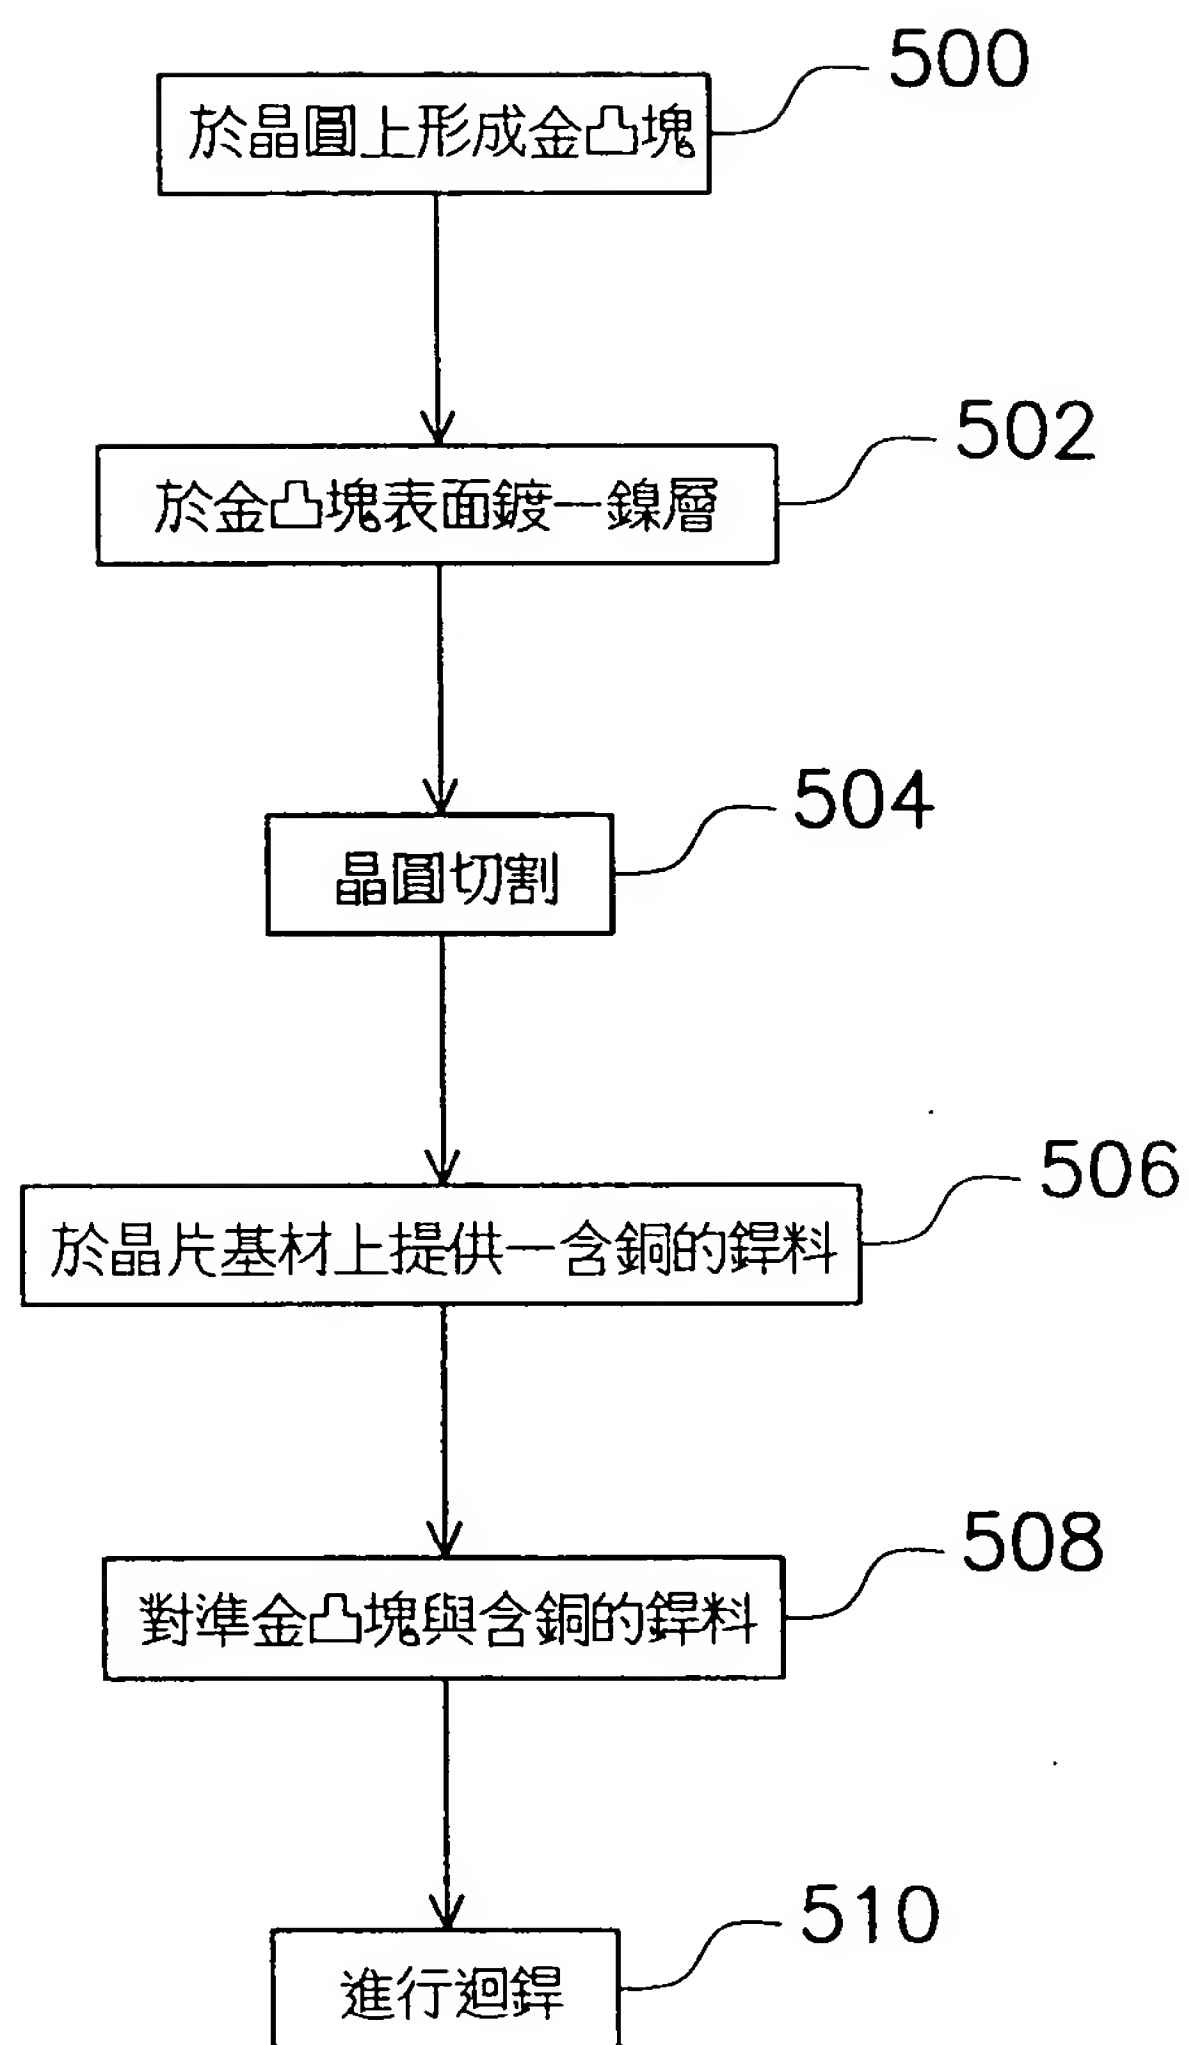 500
於晶圓上形成金凸塊
502
於金凸塊表面鍍一鎳層
504
晶圓切割
506
於晶片基材上提供一含銅的銲料
508
對準金凸塊與含銅的銲料
510
進行迴銲